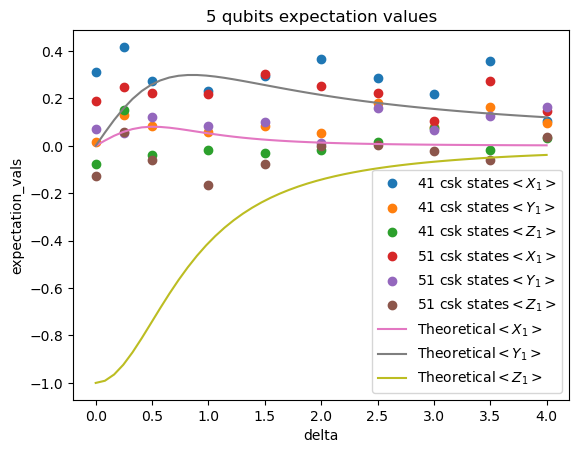 5 qubits expectation values
expectation_vals
0.4
0.2
0.0
−0.2
−0.4
−0.6
−0.8
−1.0
41 csk states<X₁>
41 csk states<Y₁>
41 csk states<Z₁>
51 csk states<X₁>
51 csk states<Y₁>
51 csk states<Z₁>
Theoretical<X₁>
Theoretical<Y₁>
Theoretical<Z₁>
0.0 0.5 1.0 1.5 2.0 2.5 3.0 3.5 4.0
delta